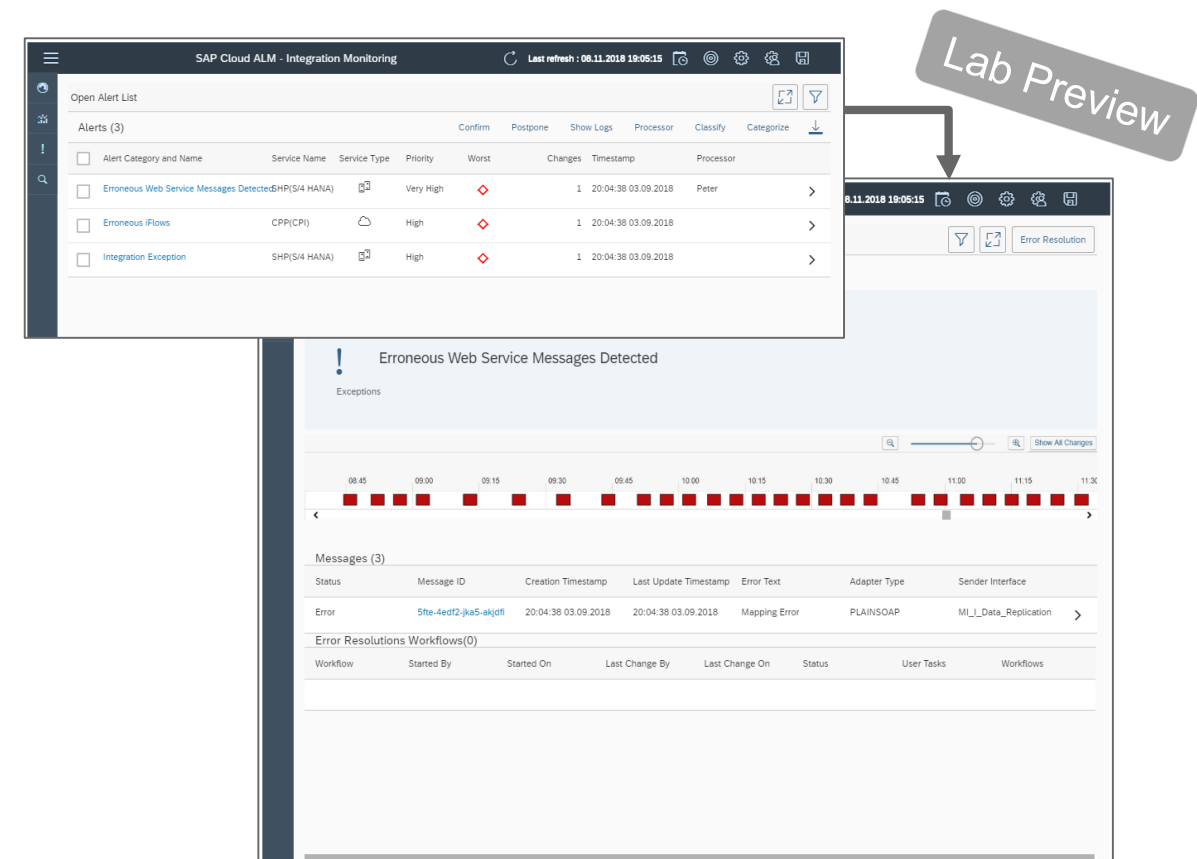 SAP Cloud ALM - Integration Monitoring Last refresh : 08.11.2018 19:05:15
Lab Preview
Open Alert List
Alerts (3) Confirm Postpone Show Logs Processor Classify Categorize
Alert Category and Name Service Name Service Type Priority Worst Changes Timestamp Processor
Erroneous Web Service Messages Detected SHP(S/4 HANA) Very High 1 20:04:38 03.09.2018 Peter
Erroneous iFlows CPP(CPI) High 1 20:04:38 03.09.2018
Integration Exception SHP(S/4 HANA) High 1 20:04:38 03.09.2018
8.11.2018 19:05:15
Error Resolution
! Erroneous Web Service Messages Detected
Exceptions
Show All Changes
08:45 09:00 09:15 09:30 09:45 10:00 10:15 10:30 10:45 11:00 11:15 11:30
Messages (3)
Status Message ID Creation Timestamp Last Update Timestamp Error Text Adapter Type Sender Interface
Error 5fte-4edf2-jka5-akjdfi 20:04:38 03.09.2018 20:04:38 03.09.2018 Mapping Error PLAINSOAP MI_I_Data_Replication
Error Resolutions Workflows(0)
Workflow Started By Started On Last Change By Last Change On Status User Tasks Workflows